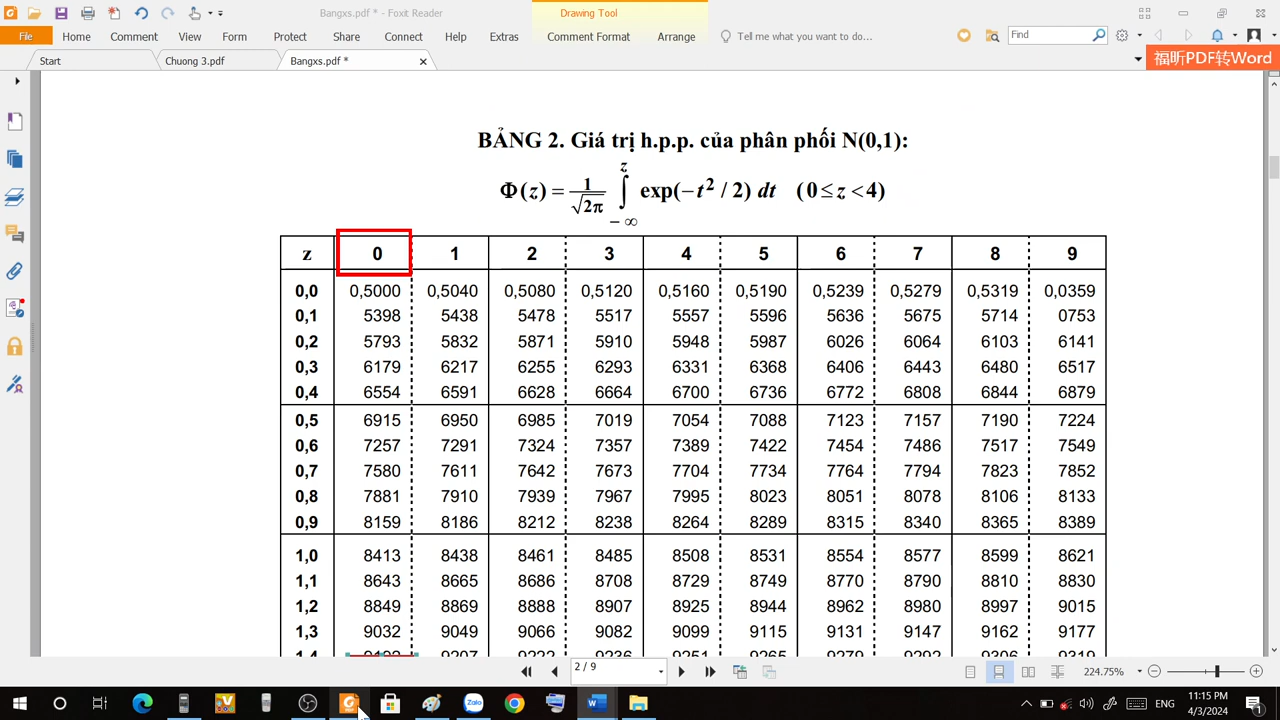 Bangxs.pdf * - Foxit Reader
Drawing Tool
File Home Comment View Form Protect Share Connect Help Extras Comment Format Arrange Tell me what you want to do... Find
Start Chuong 3.pdf Bangxs.pdf *
福昕PDF转Word
BẢNG 2. Giá trị h.p.p. của phân phối N(0,1):
Φ(z) = 1/√2π ∫ z −∞ exp(−t² / 2) dt (0 ≤ z < 4)
z 0 1 2 3 4 5 6 7 8 9
0,0 0,5000 0,5040 0,5080 0,5120 0,5160 0,5190 0,5239 0,5279 0,5319 0,0359
0,1 5398 5438 5478 5517 5557 5596 5636 5675 5714 0753
0,2 5793 5832 5871 5910 5948 5987 6026 6064 6103 6141
0,3 6179 6217 6255 6293 6331 6368 6406 6443 6480 6517
0,4 6554 6591 6628 6664 6700 6736 6772 6808 6844 6879
0,5 6915 6950 6985 7019 7054 7088 7123 7157 7190 7224
0,6 7257 7291 7324 7357 7389 7422 7454 7486 7517 7549
0,7 7580 7611 7642 7673 7704 7734 7764 7794 7823 7852
0,8 7881 7910 7939 7967 7995 8023 8051 8078 8106 8133
0,9 8159 8186 8212 8238 8264 8289 8315 8340 8365 8389
1,0 8413 8438 8461 8485 8508 8531 8554 8577 8599 8621
1,1 8643 8665 8686 8708 8729 8749 8770 8790 8810 8830
1,2 8849 8869 8888 8907 8925 8944 8962 8980 8997 9015
1,3 9032 9049 9066 9082 9099 9115 9131 9147 9162 9177
1,4 9192 9207 9222 9236 9251 9265 9279 9292 9306 9319
2 / 9
224.75%
Zalo
ENG
11:15 PM
4/3/2024